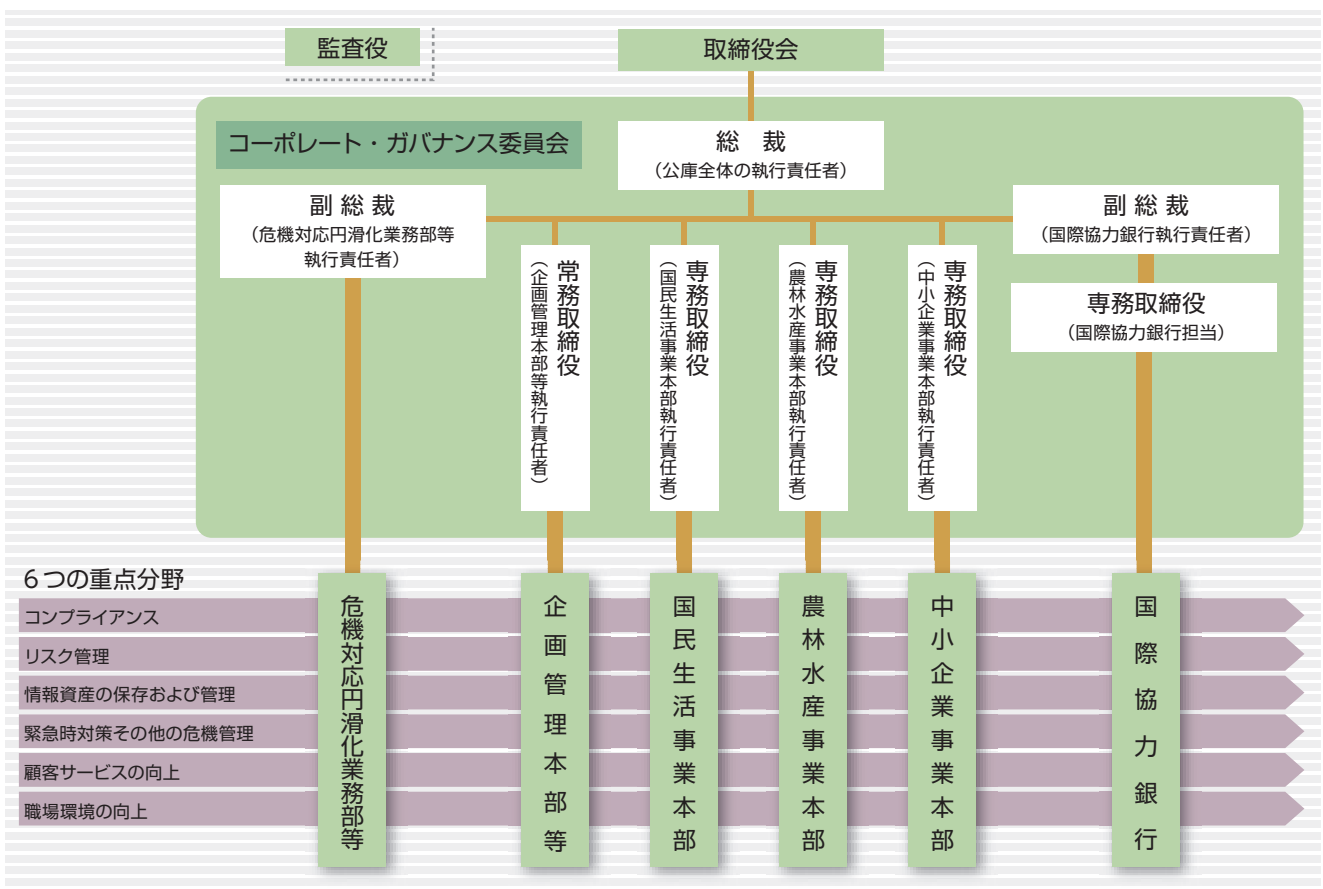 監査役
取締役会
コーポレート・ガバナンス委員会
総　裁
（公庫全体の執行責任者）
副 総 裁
（危機対応円滑化業務部等
執行責任者）
常務取締役
（企画管理本部等執行責任者）
専務取締役
（国民生活事業本部執行責任者）
専務取締役
（農林水産事業本部執行責任者）
専務取締役
（中小企業事業本部執行責任者）
副 総 裁
（国際協力銀行執行責任者）
専務取締役
（国際協力銀行担当）
６つの重点分野
コンプライアンス
リスク管理
情報資産の保存および管理
緊急時対策その他の危機管理
顧客サービスの向上
職場環境の向上
危機対応円滑化業務部等
企画管理本部等
国民生活事業本部
農林水産事業本部
中小企業事業本部
国際協力銀行